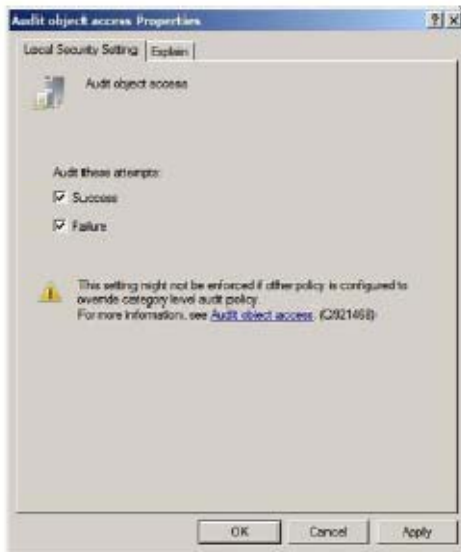 Audit object access Properties
Local Security Setting Explain
Audit object access
Audit these attempts:
Success
Failure
This setting might not be enforced if other policy is configured to
override category level audit policy.
For more information, see Audit object access. (Q921468)
OK Cancel Apply